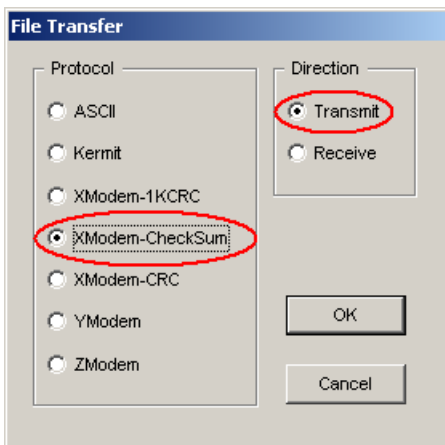 File Transfer
Protocol
ASCII
Kermit
XModem-1KCRC
XModem-CheckSum
XModem-CRC
YModem
ZModem
Direction
Transmit
Receive
OK
Cancel